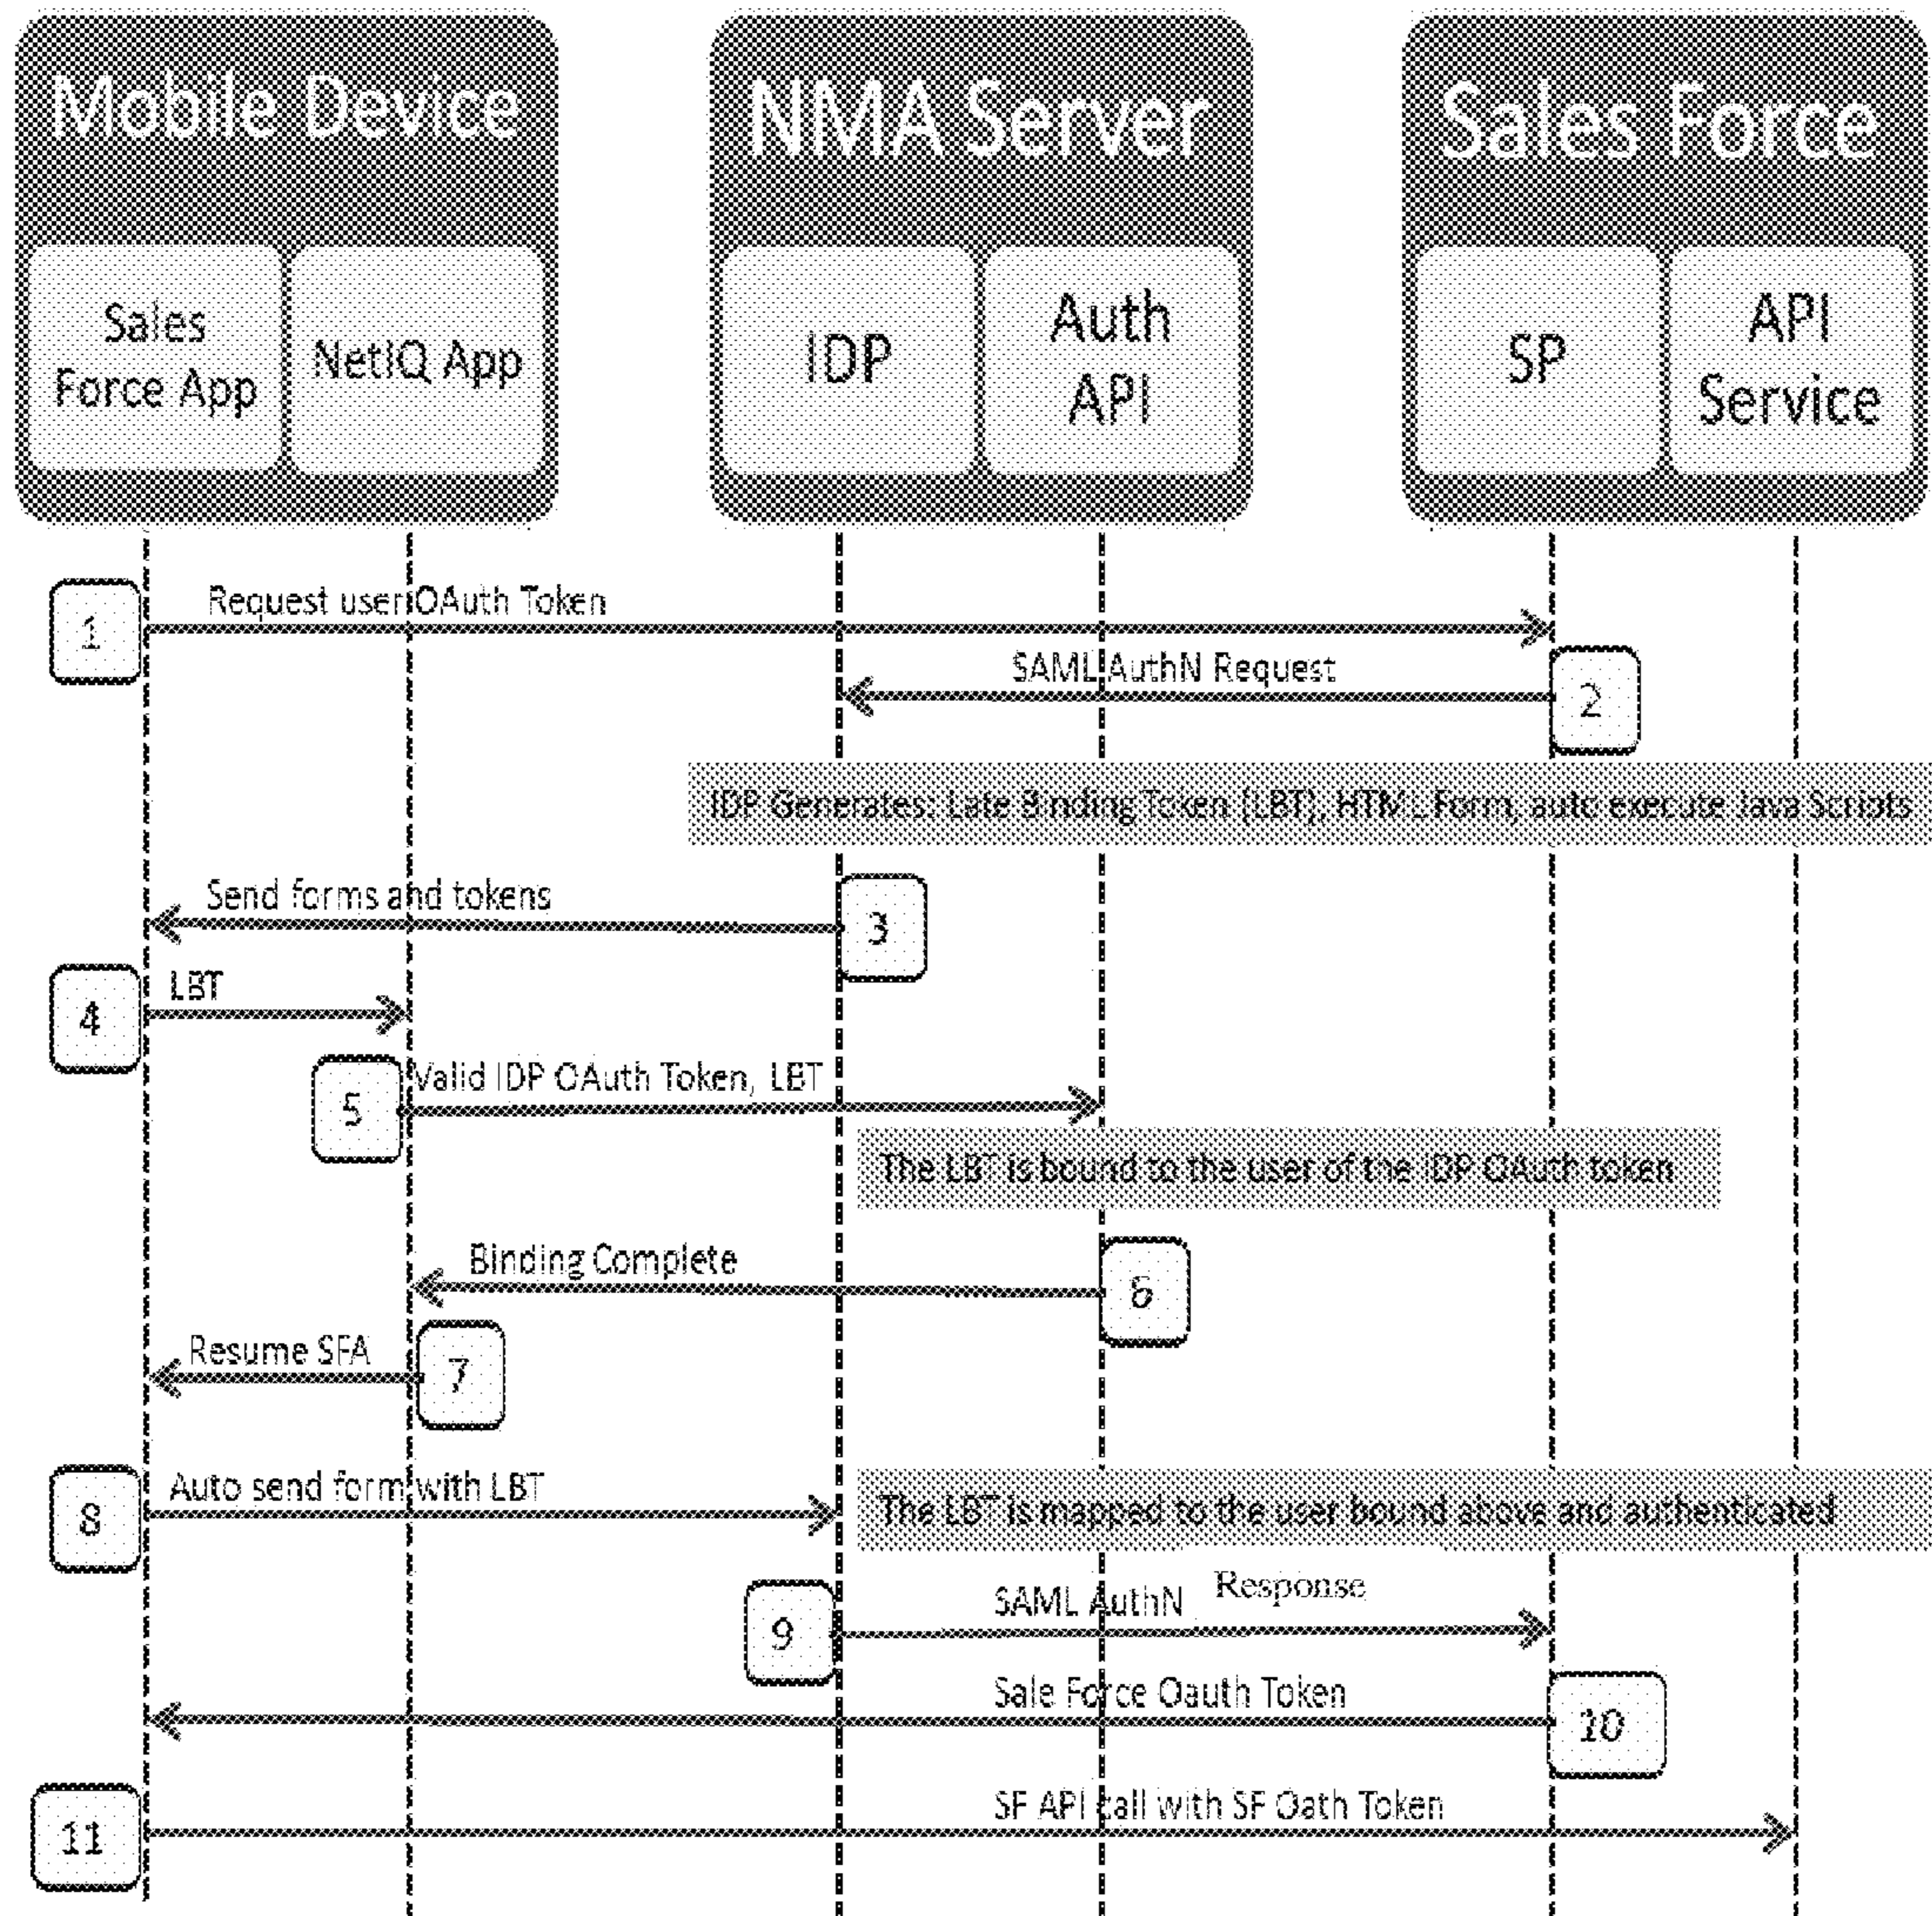 Mobile Device
NMA Server
Sales Force
Sales
Force App
NetIQ App
IDP
Auth
API
SP
API
Service
1
Request user OAuth Token
SAML AuthN Request
2
IDP Generates: Late Binding Token (LBT), HTML Form, auto execute Java Scripts
Send forms and tokens
3
4
LBT
5
Valid IDP OAuth Token, LBT
The LBT is bound to the user of the IDP OAuth token
Binding Complete
6
Resume SFA
7
8
Auto send form with LBT
The LBT is mapped to the user bound above and authenticated
9
SAML AuthN Response
Sale Force Oauth Token
10
11
SF API call with SF Oath Token